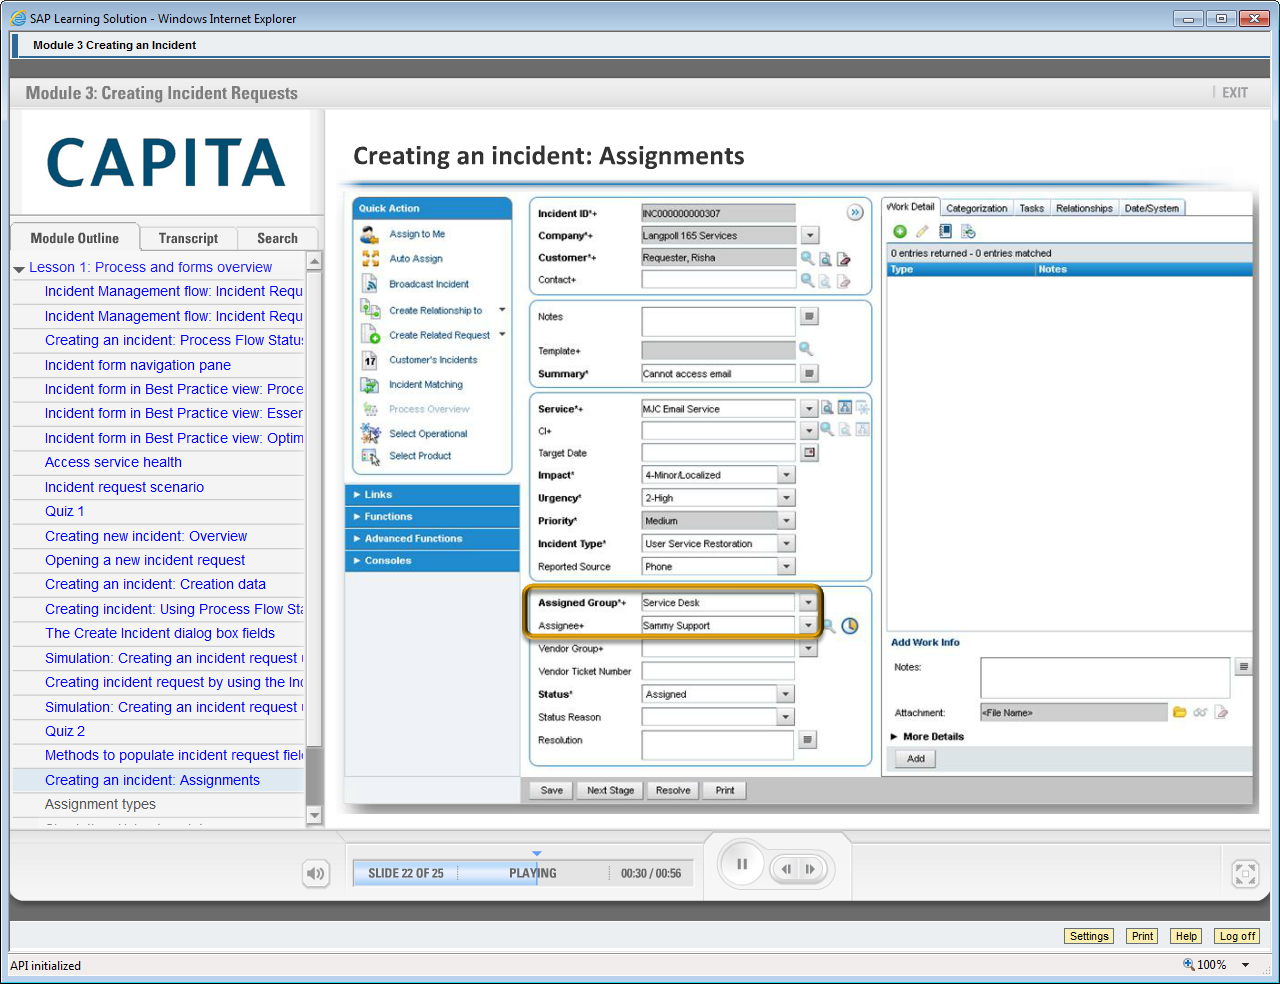 SAP Learning Solution - Windows Internet Explorer
Module 3 Creating an Incident
Module 3: Creating Incident Requests
EXIT
CAPITA
Module Outline
Transcript
Search
Lesson 1: Process and forms overview
Incident Management flow: Incident Requ
Incident Management flow: Incident Requ
Creating an incident: Process Flow Statu
Incident form navigation pane
Incident form in Best Practice view: Proce
Incident form in Best Practice view: Esser
Incident form in Best Practice view: Optim
Access service health
Incident request scenario
Quiz 1
Creating new incident: Overview
Opening a new incident request
Creating an incident: Creation data
Creating incident: Using Process Flow Sta
The Create Incident dialog box fields
Simulation: Creating an incident request
Creating incident request by using the Inc
Simulation: Creating an incident request
Quiz 2
Methods to populate incident request fiel
Creating an incident: Assignments
Assignment types
Creating an incident: Assignments
Quick Action
Assign to Me
Auto Assign
Broadcast Incident
Create Relationship to
Create Related Request
17 Customer's Incidents
Incident Matching
Process Overview
Select Operational
Select Product
Links
Functions
Advanced Functions
Consoles
Incident ID*+ INC000000000307
Company*+ Langpoll 165 Services
Customer*+ Requester, Risha
Contact+
Notes
Template+
Summary* Cannot access email
Service*+ MJC Email Service
CI+
Target Date
Impact* 4-Minor/Localized
Urgency* 2-High
Priority* Medium
Incident Type* User Service Restoration
Reported Source Phone
Assigned Group*+ Service Desk
Assignee+ Sammy Support
Vendor Group+
Vendor Ticket Number
Status* Assigned
Status Reason
Resolution
Save Next Stage Resolve Print
Work Detail Categorization Tasks Relationships Date/System
0 entries returned - 0 entries matched
Type Notes
Add Work Info
Notes:
Attachment: <File Name>
More Details
Add
SLIDE 22 OF 25 PLAYING 00:30 / 00:56
Settings Print Help Log off
API initialized
100%